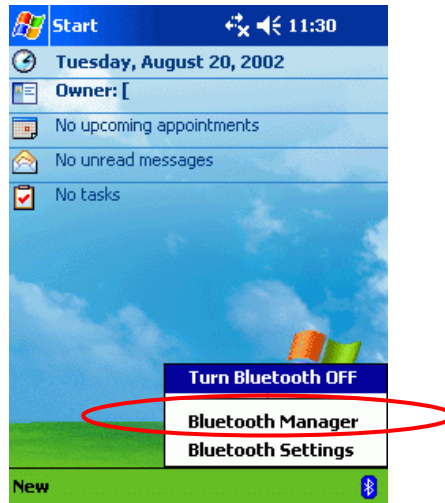 Start 11:30
Tuesday, August 20, 2002
Owner: [
No upcoming appointments
No unread messages
No tasks
Turn Bluetooth OFF
Bluetooth Manager
Bluetooth Settings
New